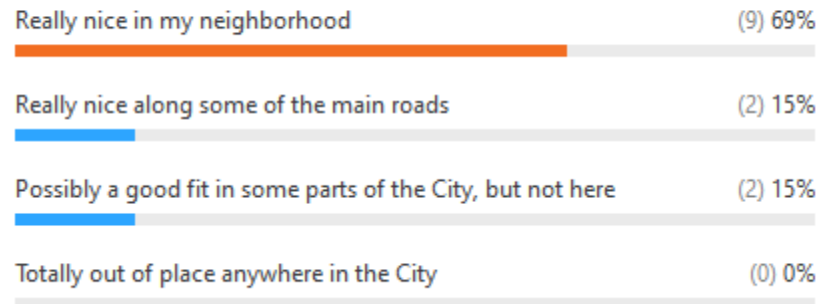 Really nice in my neighborhood (9) 69%
Really nice along some of the main roads (2) 15%
Possibly a good fit in some parts of the City, but not here (2) 15%
Totally out of place anywhere in the City (0) 0%